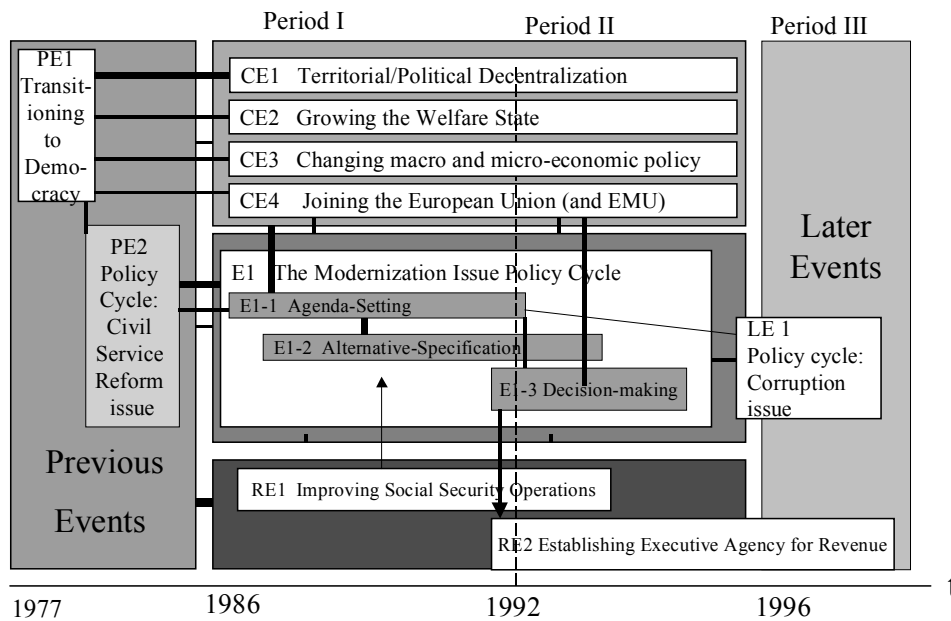 Period I
Period II
Period III
PE1
Transit-
ioning
to
Demo-
cracy
CE1 Territorial/Political Decentralization
CE2 Growing the Welfare State
CE3 Changing macro and micro-economic policy
CE4 Joining the European Union (and EMU)
PE2
Policy
Cycle:
Civil
Service
Reform
issue
Previous
Events
E1 The Modernization Issue Policy Cycle
E1-1 Agenda-Setting
E1-2 Alternative-Specification
E1-3 Decision-making
Later
Events
LE 1
Policy cycle:
Corruption
issue
RE1 Improving Social Security Operations
RE2 Establishing Executive Agency for Revenue
t
1977
1986
1992
1996